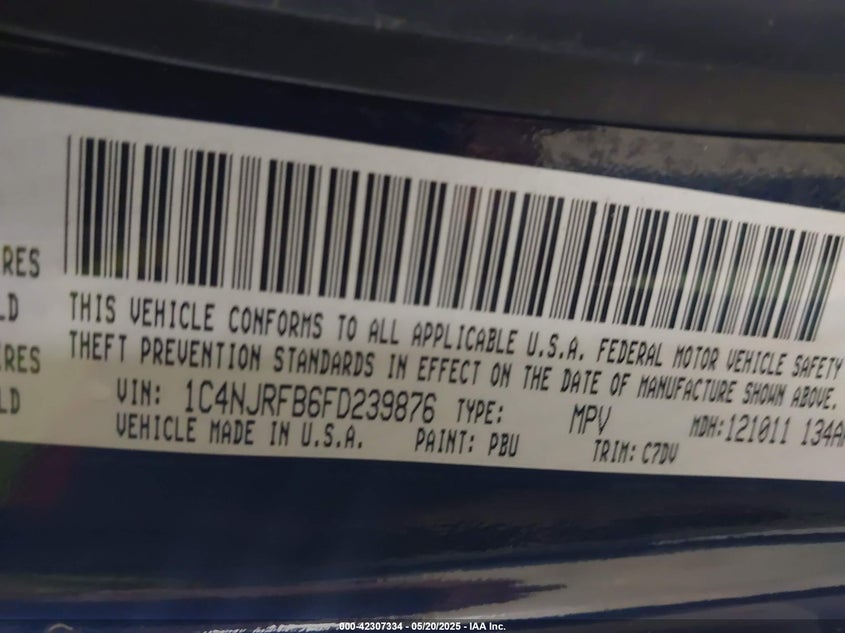 RES
LD
RES
LD
THIS VEHICLE CONFORMS TO ALL APPLICABLE U.S.A. FEDERAL MOTOR VEHICLE SAFETY
THEFT PREVENTION STANDARDS IN EFFECT ON THE DATE OF MANUFACTURE SHOWN ABOVE.
VIN: 1C4NJRFB6FD239876 TYPE: MPV MDH:121011 134A
VEHICLE MADE IN U.S.A. PAINT: PBU TRIM: C7DV
000-42307334 - 05/20/2025 - IAA Inc.